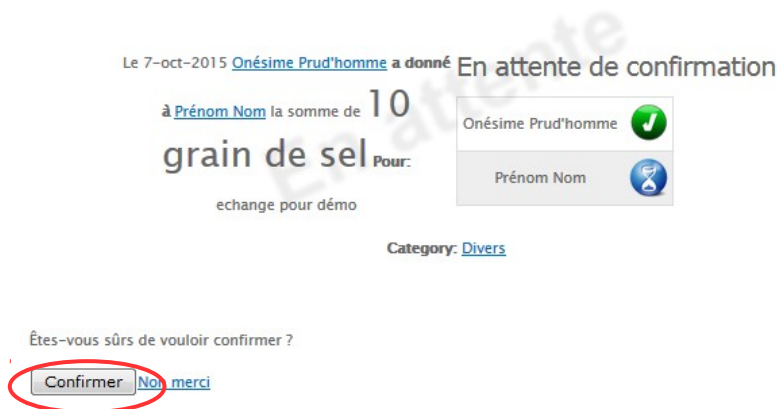 En attente
Le 7-oct-2015 Onésime Prud'homme a donné
à Prénom Nom la somme de 10
grain de sel Pour:
echange pour démo
En attente de confirmation
Onésime Prud'homme
Prénom Nom
Category: Divers
Êtes-vous sûrs de vouloir confirmer ?
Confirmer Non merci